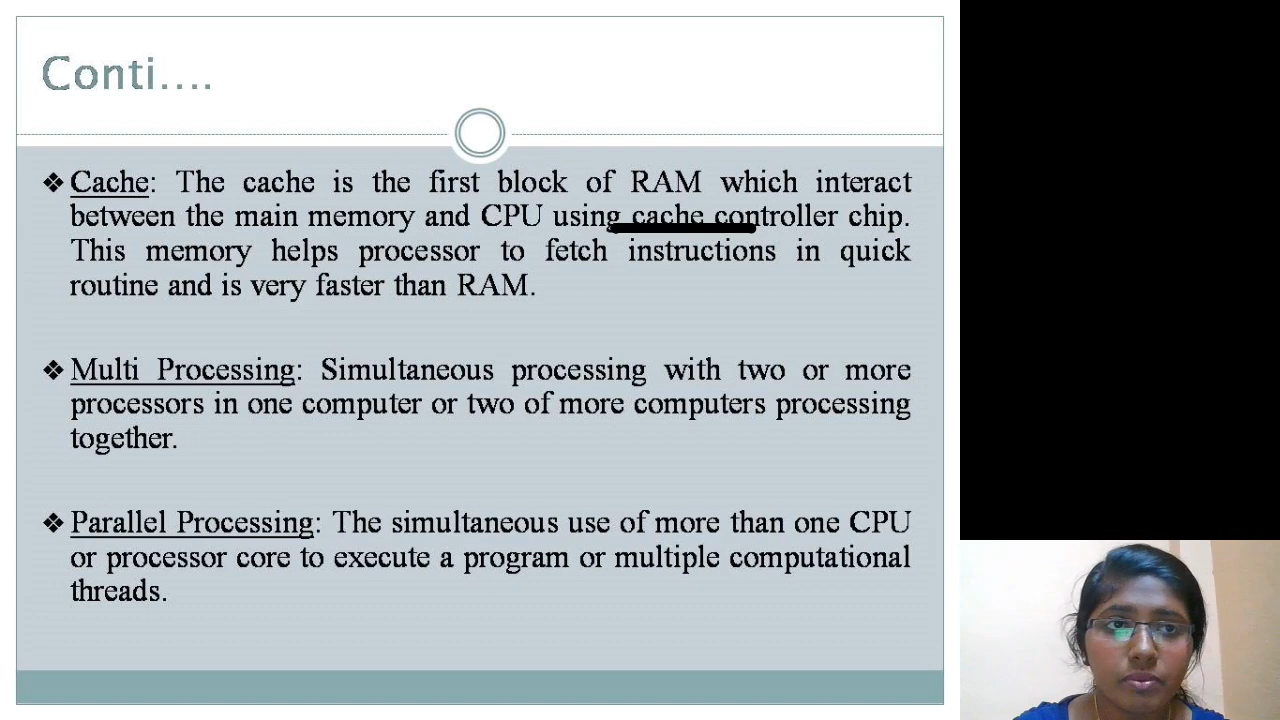 Conti....
❖ Cache: The cache is the first block of RAM which interact
between the main memory and CPU using cache controller chip.
This memory helps processor to fetch instructions in quick
routine and is very faster than RAM.
❖ Multi Processing: Simultaneous processing with two or more
processors in one computer or two of more computers processing
together.
❖ Parallel Processing: The simultaneous use of more than one CPU
or processor core to execute a program or multiple computational
threads.